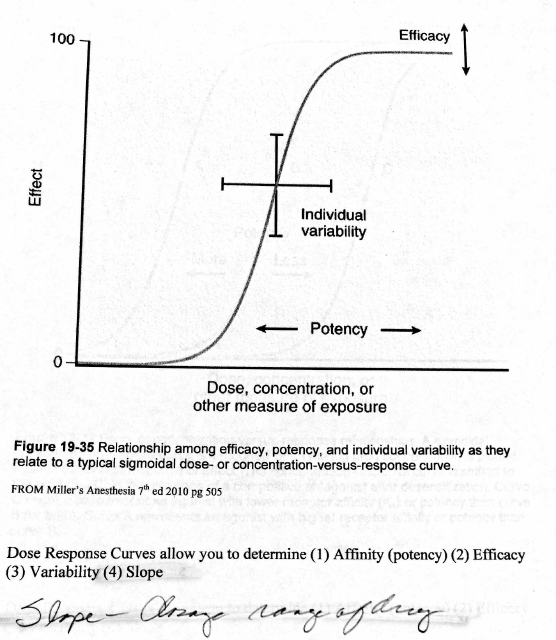 100
Efficacy
Effect
Individual
variability
Potency
0
Dose, concentration, or
other measure of exposure
Figure 19-35 Relationship among efficacy, potency, and individual variability as they
relate to a typical sigmoidal dose- or concentration-versus-response curve.
FROM Miller's Anesthesia 7th ed 2010 pg 505
Dose Response Curves allow you to determine (1) Affinity (potency) (2) Efficacy
(3) Variability (4) Slope
Slope - Dosage range of drug